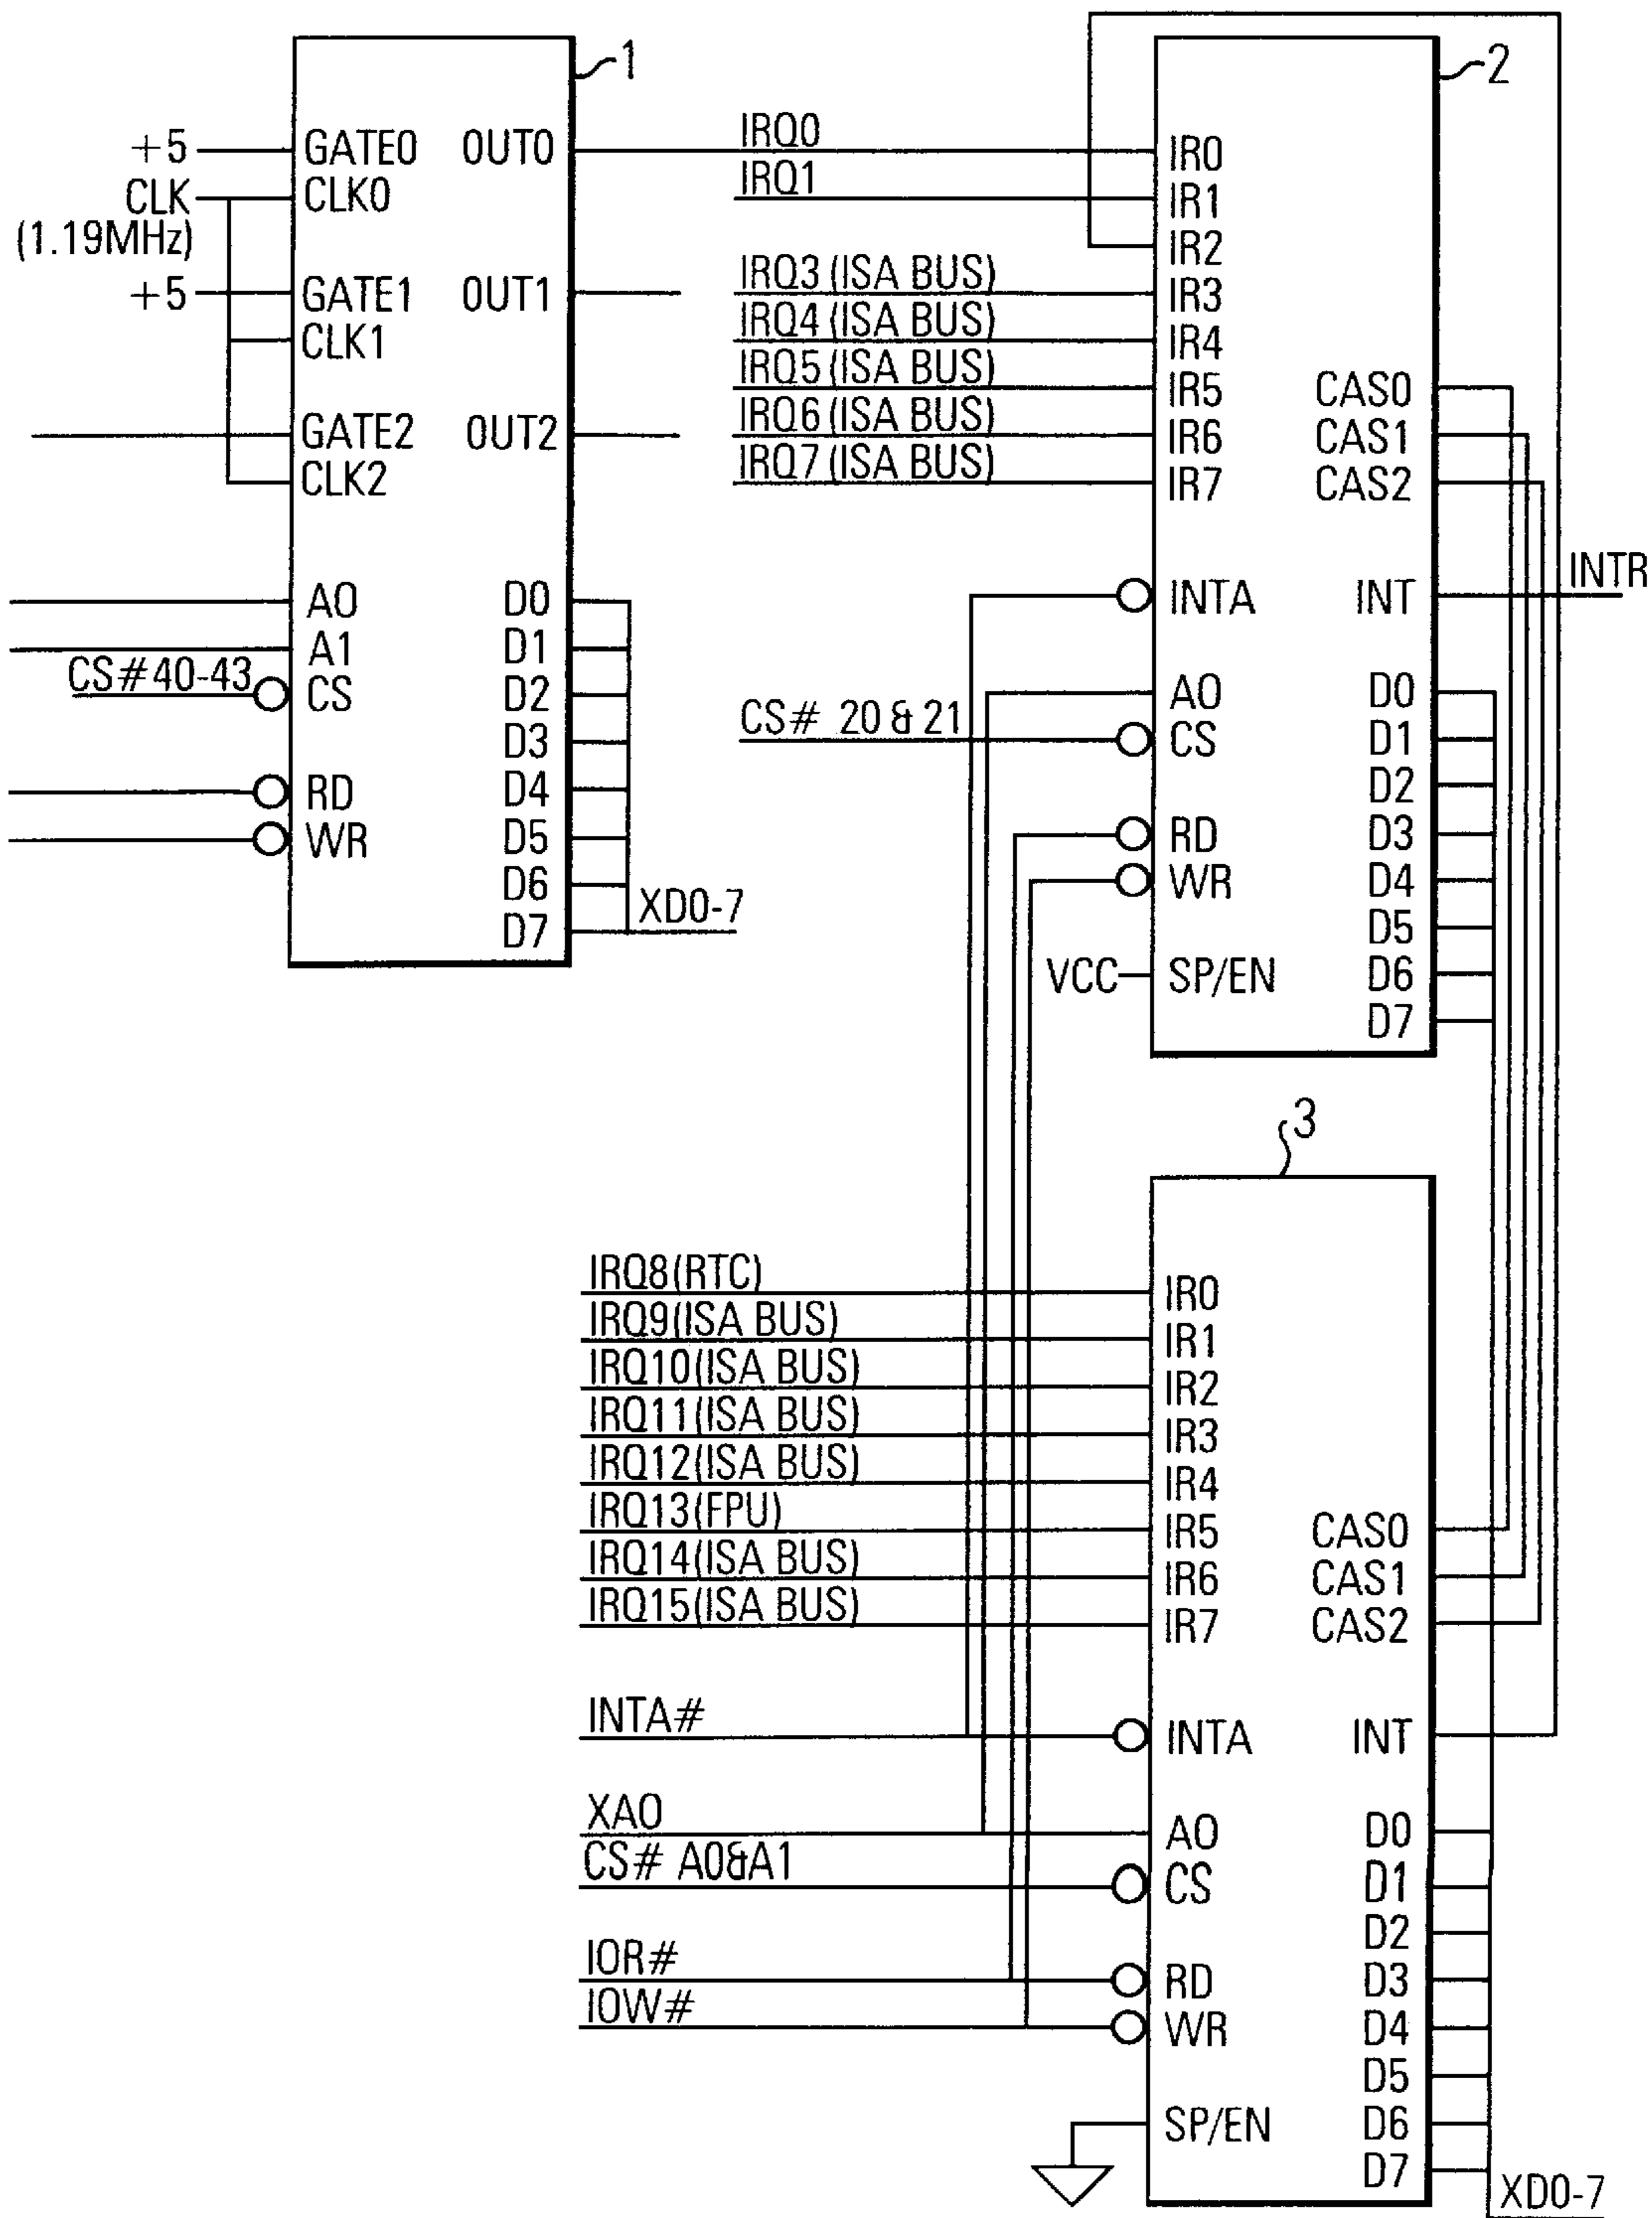 1
+5
GATE0
OUT0
CLK
(1.19MHz)
CLK0
+5
GATE1
OUT1
CLK1
GATE2
OUT2
CLK2
A0
A1
CS#40-43
CS
RD
WR
D0
D1
D2
D3
D4
D5
D6
D7
XD0-7
2
IRQ0
IRQ1
IRQ3(ISA BUS)
IRQ4(ISA BUS)
IRQ5(ISA BUS)
IRQ6(ISA BUS)
IRQ7(ISA BUS)
IR0
IR1
IR2
IR3
IR4
IR5
IR6
IR7
CAS0
CAS1
CAS2
INTA
INT
INTR
A0
CS# 20 & 21
CS
RD
WR
VCC
SP/EN
D0
D1
D2
D3
D4
D5
D6
D7
3
IRQ8(RTC)
IRQ9(ISA BUS)
IRQ10(ISA BUS)
IRQ11(ISA BUS)
IRQ12(ISA BUS)
IRQ13(FPU)
IRQ14(ISA BUS)
IRQ15(ISA BUS)
IR0
IR1
IR2
IR3
IR4
IR5
IR6
IR7
CAS0
CAS1
CAS2
INTA#
INTA
INT
XA0
A0
CS# A0&A1
CS
IOR#
RD
IOW#
WR
SP/EN
D0
D1
D2
D3
D4
D5
D6
D7
XD0-7